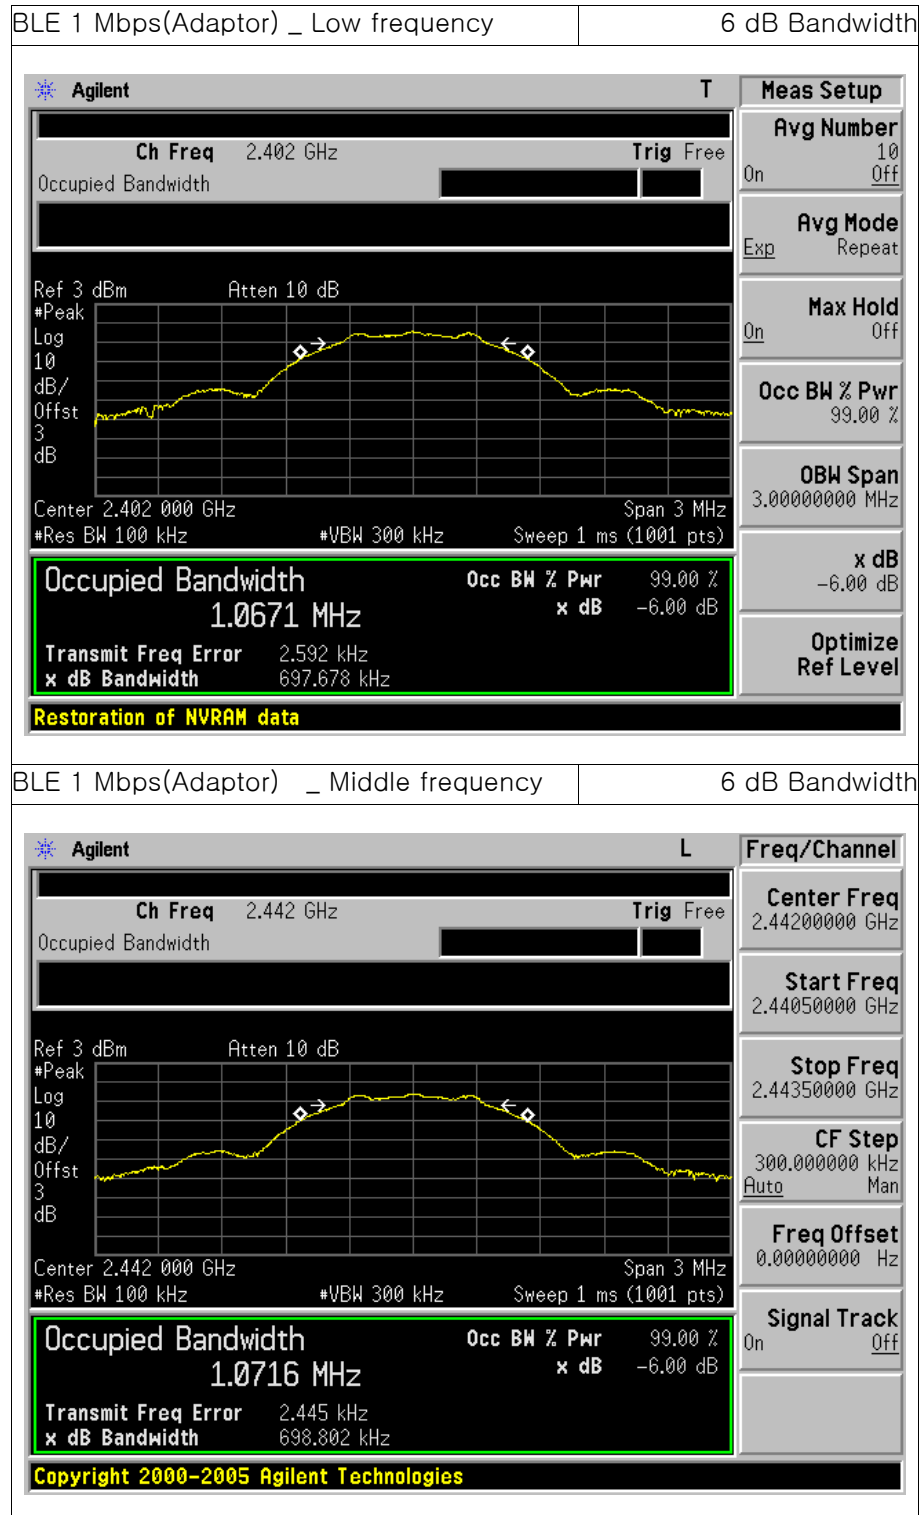 BLE 1 Mbps(Adaptor) _ Low frequency 6 dB Bandwidth
Agilent T Meas Setup
Ch Freq 2.402 GHz Trig Free
Occupied Bandwidth
Avg Number
10
On Off
Avg Mode
Exp Repeat
Max Hold
On Off
Occ BW % Pwr
99.00 %
OBW Span
3.00000000 MHz
x dB
-6.00 dB
Optimize
Ref Level
Ref 3 dBm Atten 10 dB
#Peak
Log
10
dB/
Offst
3
dB
Center 2.402 000 GHz Span 3 MHz
#Res BW 100 kHz #VBW 300 kHz Sweep 1 ms (1001 pts)
Occupied Bandwidth Occ BW % Pwr 99.00 %
1.0671 MHz x dB -6.00 dB
Transmit Freq Error 2.592 kHz
x dB Bandwidth 697.678 kHz
Restoration of NVRAM data
BLE 1 Mbps(Adaptor) _ Middle frequency 6 dB Bandwidth
Agilent L Freq/Channel
Ch Freq 2.442 GHz Trig Free
Occupied Bandwidth
Center Freq
2.44200000 GHz
Start Freq
2.44050000 GHz
Stop Freq
2.44350000 GHz
CF Step
300.000000 kHz
Auto Man
Freq Offset
0.00000000 Hz
Signal Track
On Off
Ref 3 dBm Atten 10 dB
#Peak
Log
10
dB/
Offst
3
dB
Center 2.442 000 GHz Span 3 MHz
#Res BW 100 kHz #VBW 300 kHz Sweep 1 ms (1001 pts)
Occupied Bandwidth Occ BW % Pwr 99.00 %
1.0716 MHz x dB -6.00 dB
Transmit Freq Error 2.445 kHz
x dB Bandwidth 698.802 kHz
Copyright 2000-2005 Agilent Technologies